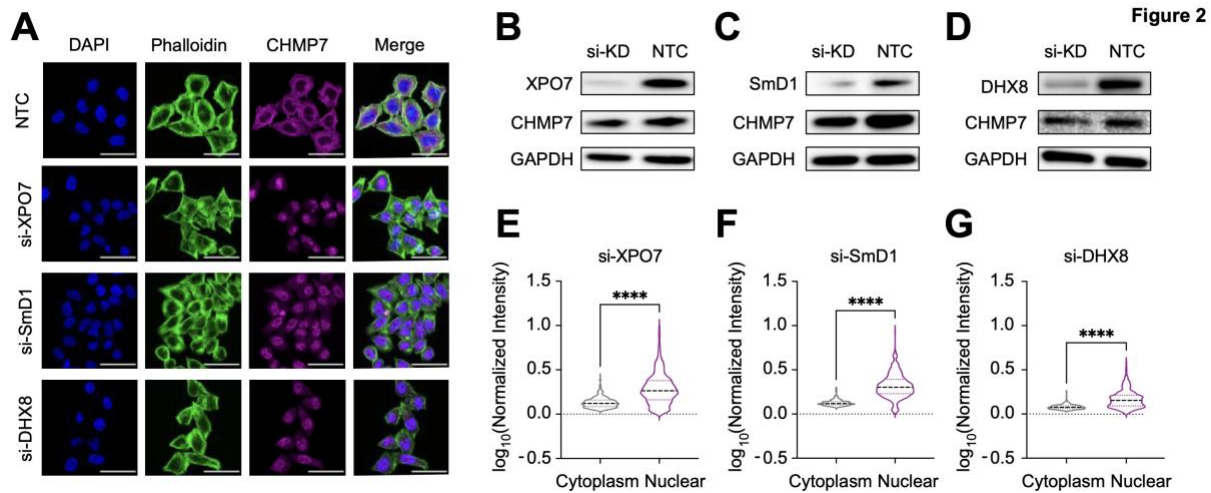 Figure 2
A
DAPI Phalloidin CHMP7 Merge
NTC
si-XPO7
si-SmD1
si-DHX8
B
si-KD NTC
XPO7
CHMP7
GAPDH
C
si-KD NTC
SmD1
CHMP7
GAPDH
D
si-KD NTC
DHX8
CHMP7
GAPDH
E
si-XPO7
log10(Normalized Intensity)
1.5
1.0
0.5
0.0
-0.5
****
Cytoplasm Nuclear
F
si-SmD1
log10(Normalized Intensity)
1.5
1.0
0.5
0.0
-0.5
****
Cytoplasm Nuclear
G
si-DHX8
log10(Normalized Intensity)
1.5
1.0
0.5
0.0
-0.5
****
Cytoplasm Nuclear